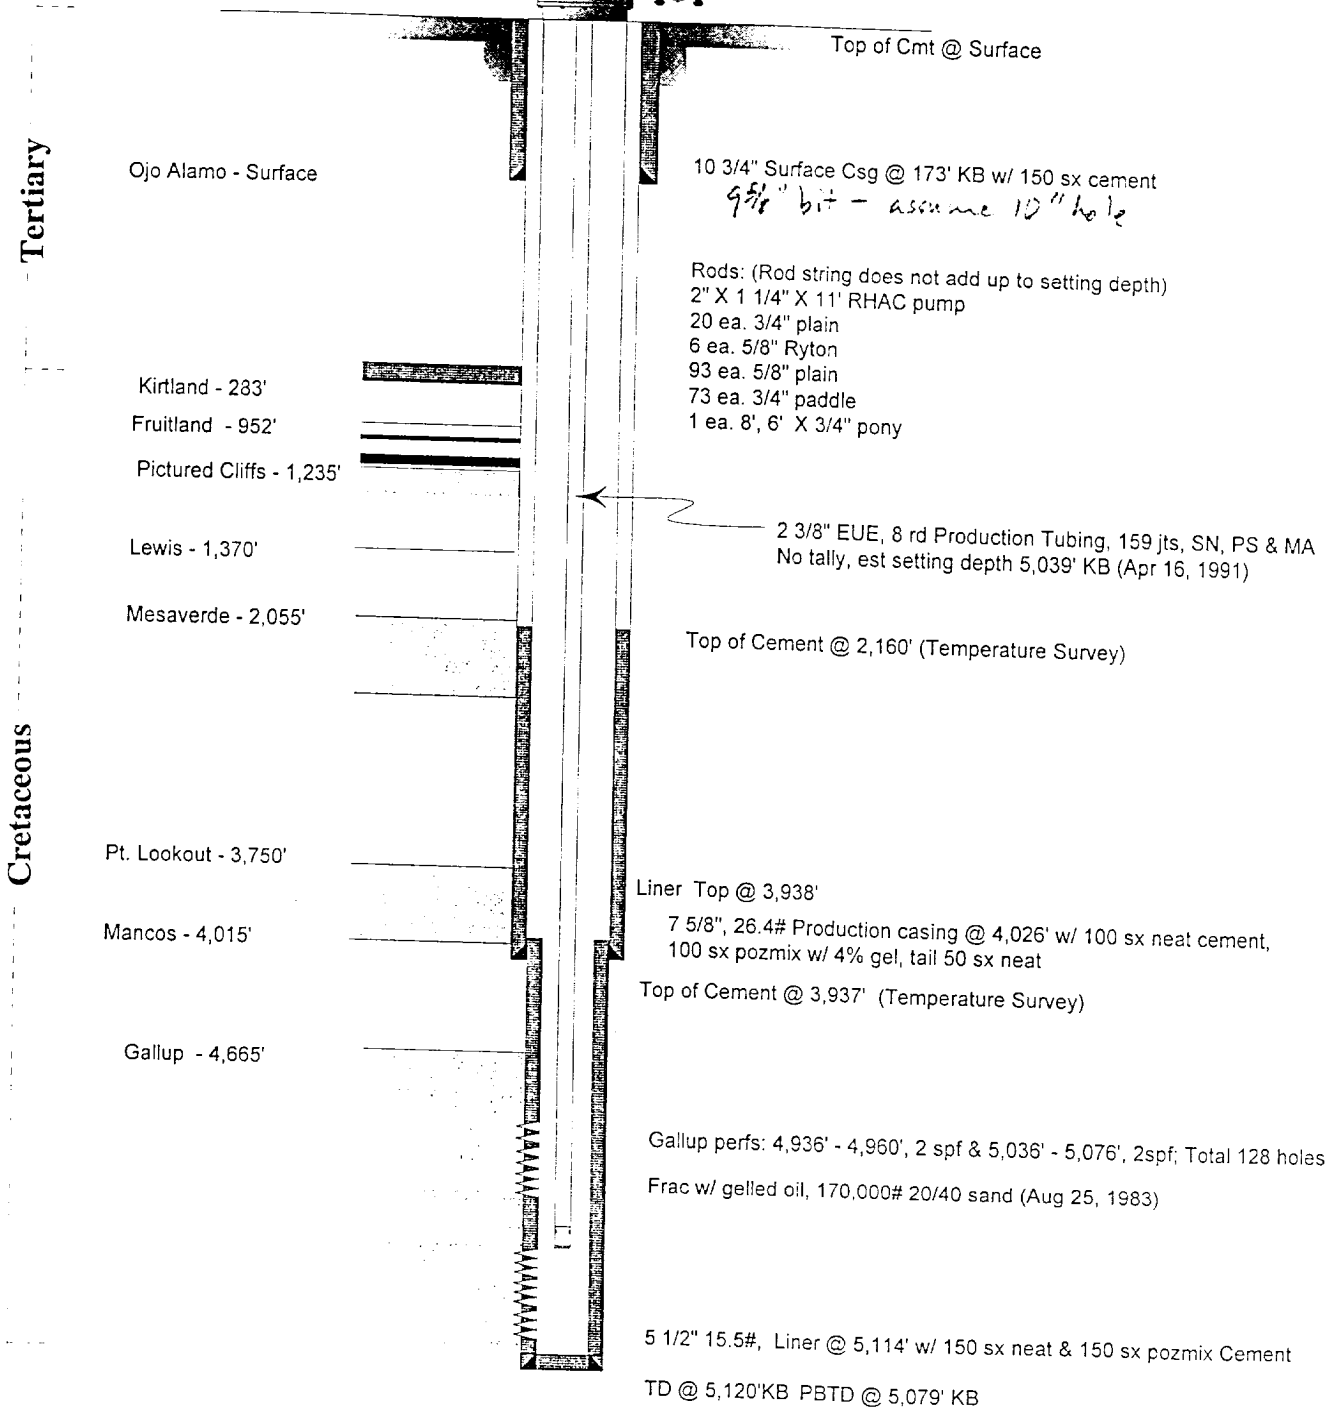 Top of Cmt @ Surface
Tertiary
Ojo Alamo - Surface
10 3/4" Surface Csg @ 173' KB w/ 150 sx cement
9 5/8" bit - assume 10" hole
Rods: (Rod string does not add up to setting depth)
2" X 1 1/4" X 11' RHAC pump
20 ea. 3/4" plain
6 ea. 5/8" Ryton
93 ea. 5/8" plain
73 ea. 3/4" paddle
1 ea. 8', 6' X 3/4" pony
Kirtland - 283'
Fruitland - 952'
Pictured Cliffs - 1,235'
Lewis - 1,370'
2 3/8" EUE, 8 rd Production Tubing, 159 jts, SN, PS & MA
No tally, est setting depth 5,039' KB (Apr 16, 1991)
Mesaverde - 2,055'
Top of Cement @ 2,160' (Temperature Survey)
Cretaceous
Pt. Lookout - 3,750'
Liner Top @ 3,938'
7 5/8", 26.4# Production casing @ 4,026' w/ 100 sx neat cement,
100 sx pozmix w/ 4% gel, tail 50 sx neat
Mancos - 4,015'
Top of Cement @ 3,937' (Temperature Survey)
Gallup - 4,665'
Gallup perfs: 4,936' - 4,960', 2 spf & 5,036' - 5,076', 2spf; Total 128 holes
Frac w/ gelled oil, 170,000# 20/40 sand (Aug 25, 1983)
5 1/2" 15.5#, Liner @ 5,114' w/ 150 sx neat & 150 sx pozmix Cement
TD @ 5,120'KB PBTD @ 5,079' KB